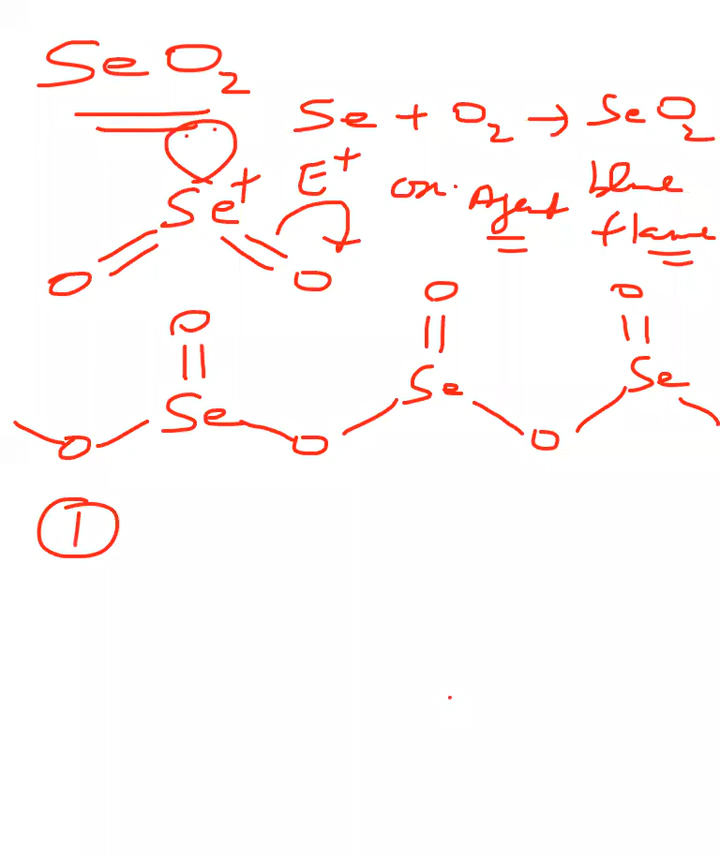 SeO₂
Se + O₂ → SeO₂
E⁺ ox. Agent blue flame
Se⁺
O O
O O O
Se Se Se
O O O
1